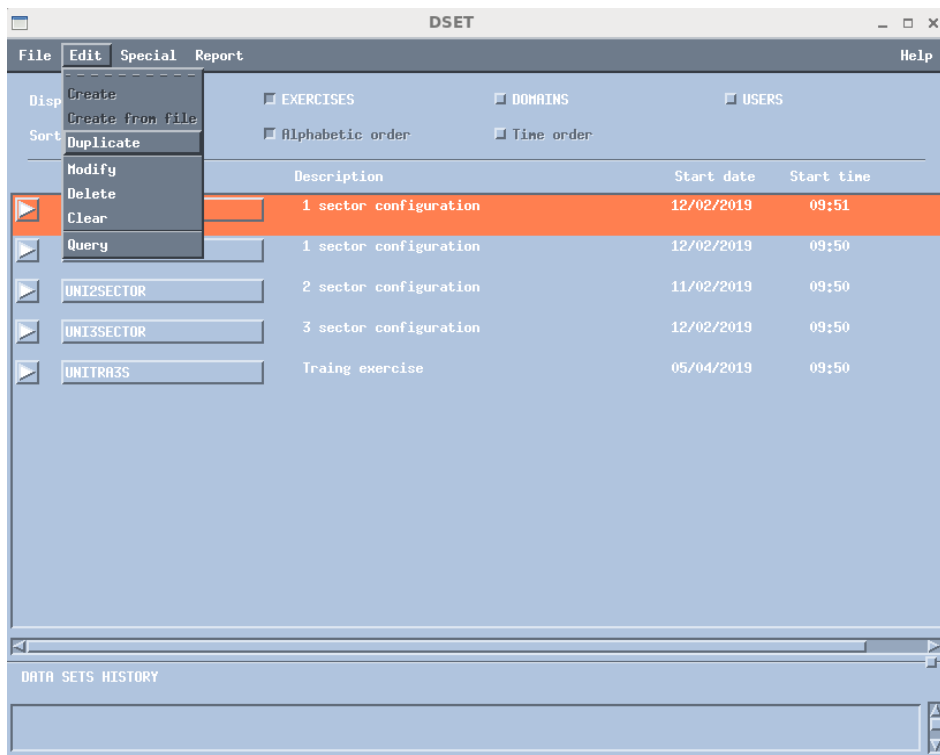 DSET
File Edit Special Report Help
Create
Disp EXERCISES DOMAINS USERS
Create from file
Sort Alphabetic order Time order
Duplicate
Modify
Description Start date Start time
Delete
1 sector configuration 12/02/2019 09:51
Clear
Query 1 sector configuration 12/02/2019 09:50
UNI2SECTOR 2 sector configuration 11/02/2019 09:50
UNI3SECTOR 3 sector configuration 12/02/2019 09:50
UNITRA3S Traing exercise 05/04/2019 09:50
DATA SETS HISTORY